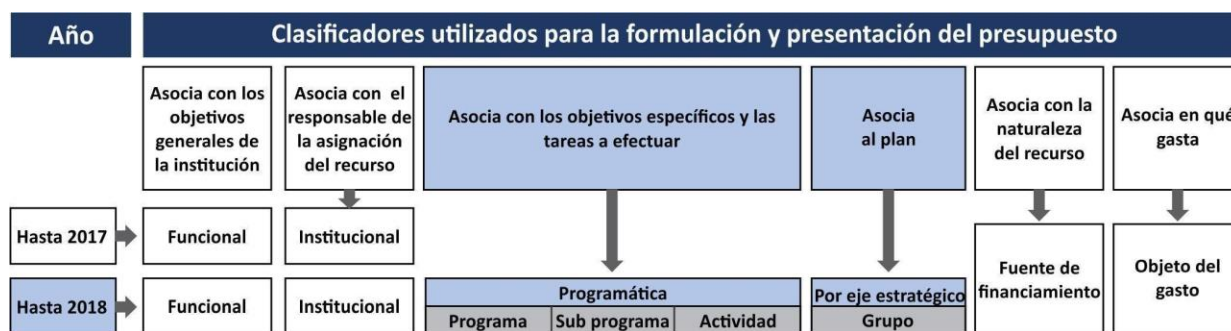 Año
Clasificadores utilizados para la formulación y presentación del presupuesto
Asocia con los
objetivos
generales de
la institución
Asocia con el
responsable de
la asignación
del recurso
Asocia con los objetivos específicos y las
tareas a efectuar
Asocia
al plan
Asocia con la
naturaleza
del recurso
Asocia en qué
gasta
Hasta 2017
Funcional
Institucional
Fuente de
financiamiento
Objeto del
gasto
Hasta 2018
Funcional
Institucional
Programática
Programa
Sub programa
Actividad
Por eje estratégico
Grupo